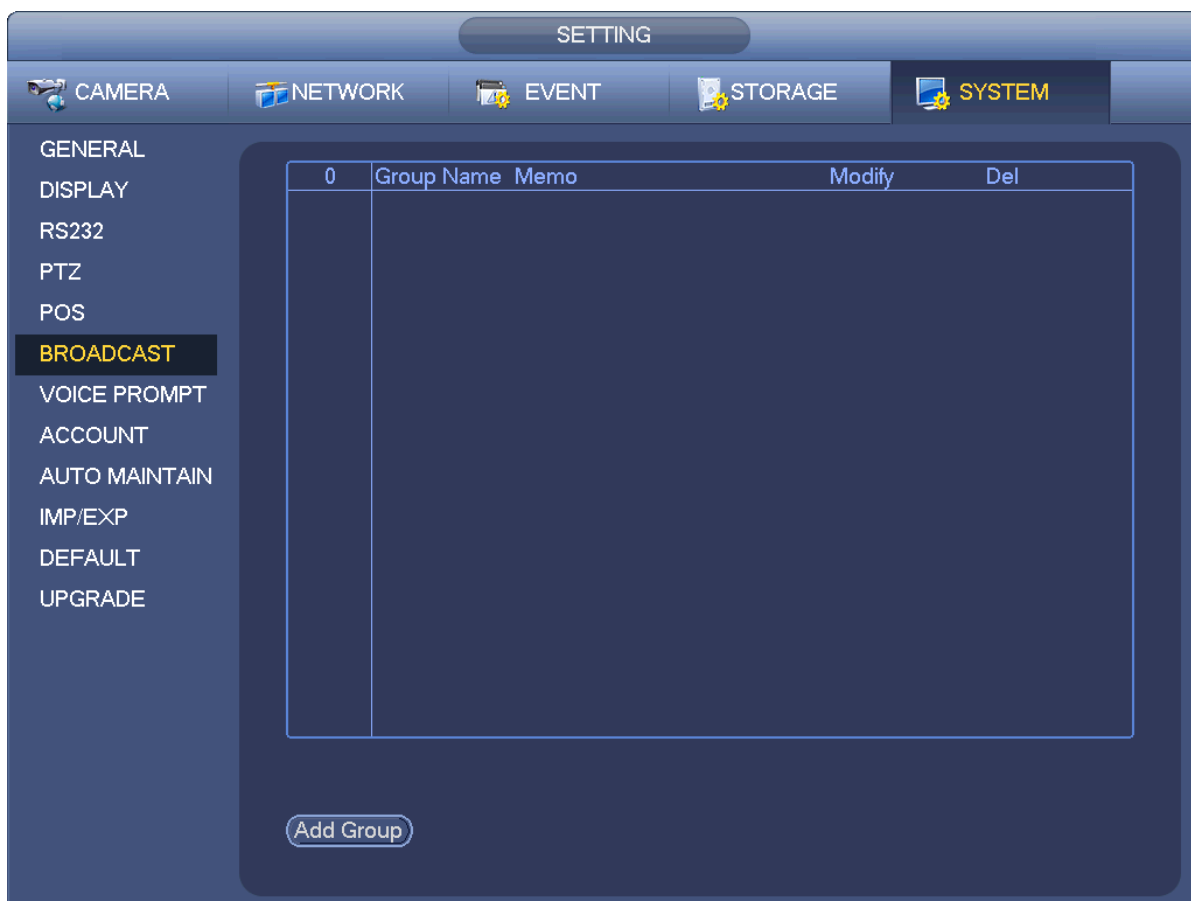 SETTING
CAMERA NETWORK EVENT STORAGE SYSTEM
GENERAL
DISPLAY
RS232
PTZ
POS
BROADCAST
VOICE PROMPT
ACCOUNT
AUTO MAINTAIN
IMP/EXP
DEFAULT
UPGRADE
0 Group Name Memo Modify Del
Add Group